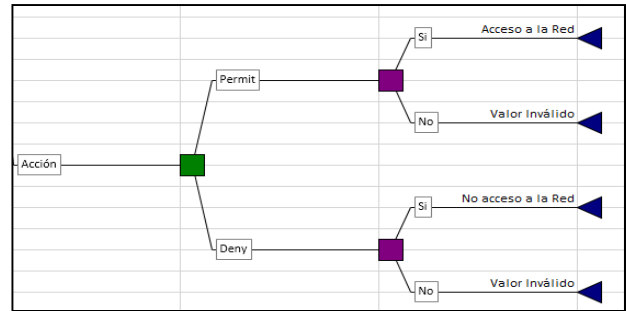 Si
Acceso a la Red
Permit
No
Valor Inválido
Acción
Si
No acceso a la Red
Deny
No
Valor Inválido